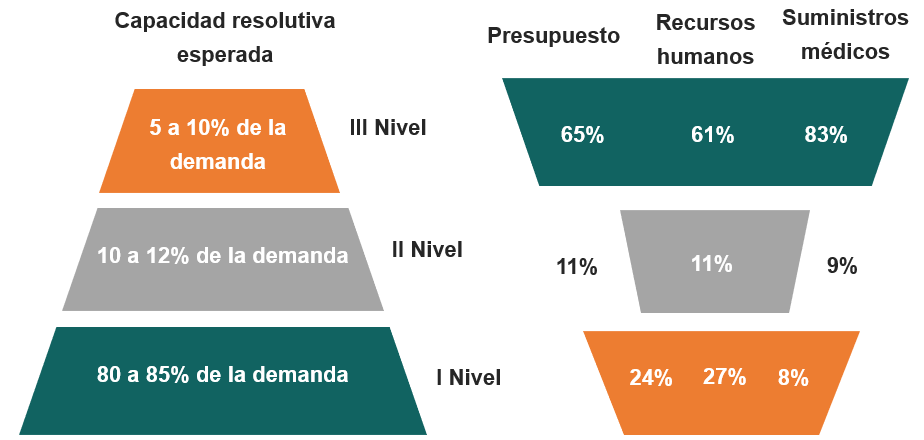 Capacidad resolutiva
esperada
Presupuesto
Recursos
humanos
Suministros
médicos
5 a 10% de la
demanda
III Nivel
65%
61%
83%
10 a 12% de la demanda
II Nivel
11%
11%
9%
80 a 85% de la demanda
I Nivel
24%
27%
8%